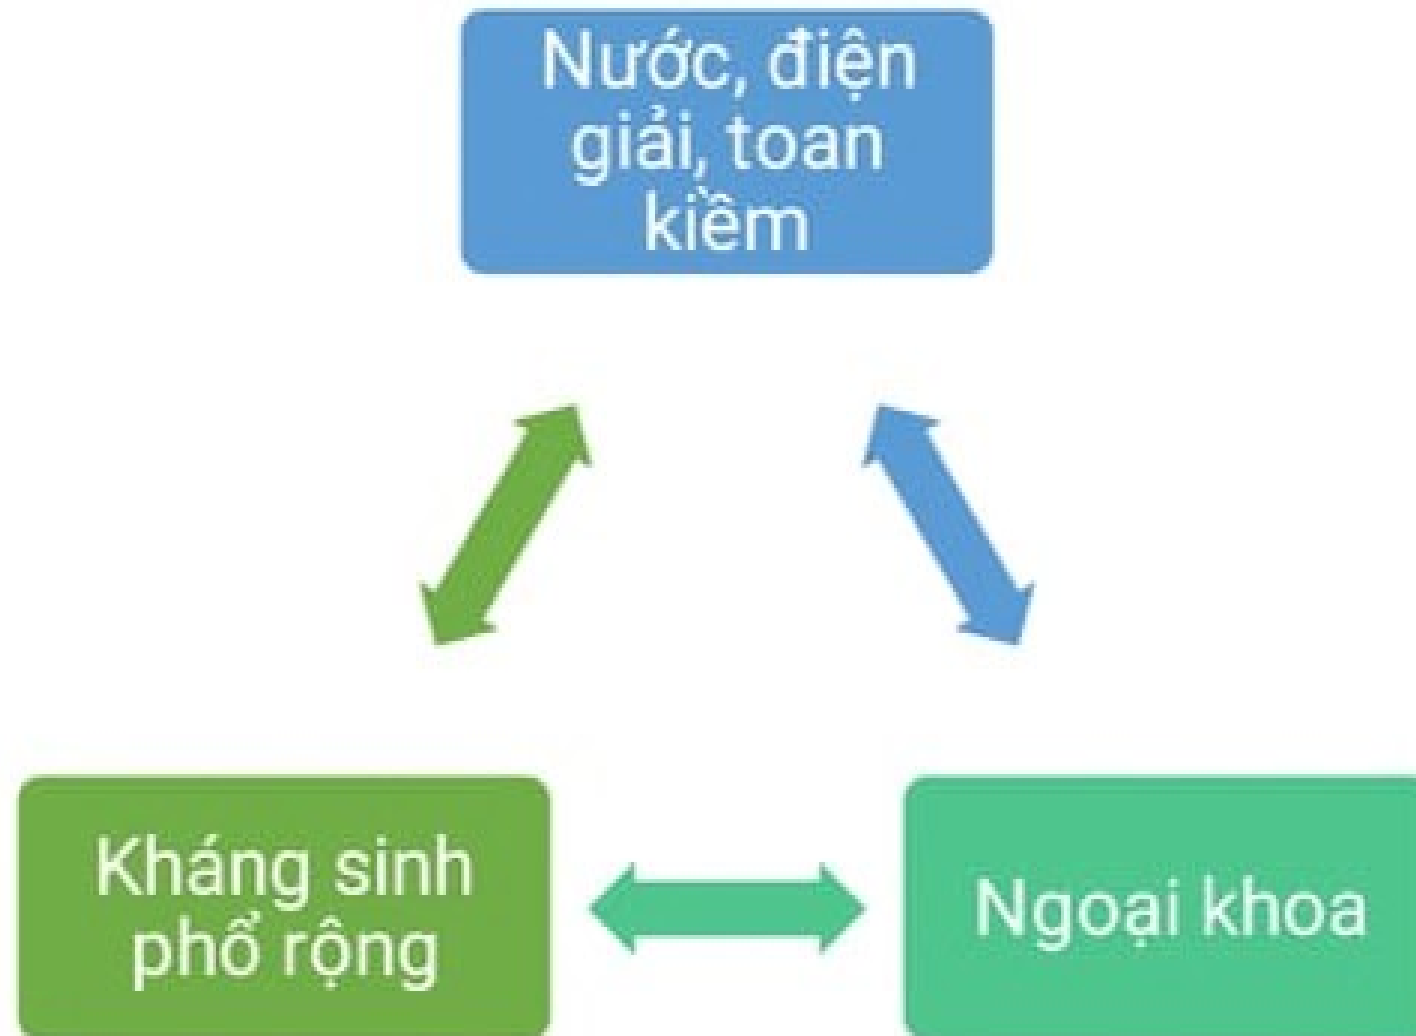 Nước, điện
giải, toan
kiềm
Kháng sinh
phổ rộng
Ngoại khoa